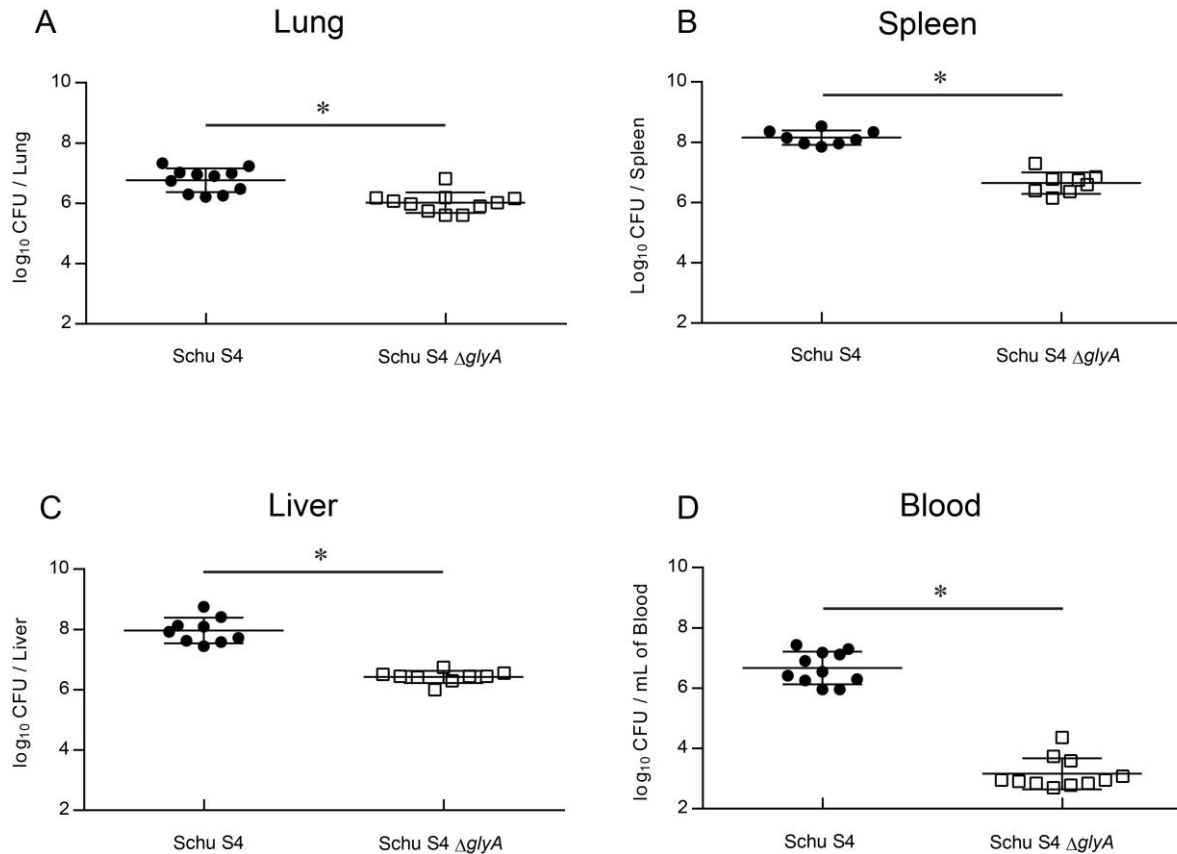 A
Lung
log₁₀ CFU / Lung
10
8
6
4
2
*
Schu S4
Schu S4 ΔglyA
B
Spleen
Log₁₀ CFU / Spleen
10
8
6
4
2
*
Schu S4
Schu S4 ΔglyA
C
Liver
log₁₀ CFU / Liver
10
8
6
4
2
*
Schu S4
Schu S4 ΔglyA
D
Blood
log₁₀ CFU / mL of Blood
10
8
6
4
2
*
Schu S4
Schu S4 ΔglyA